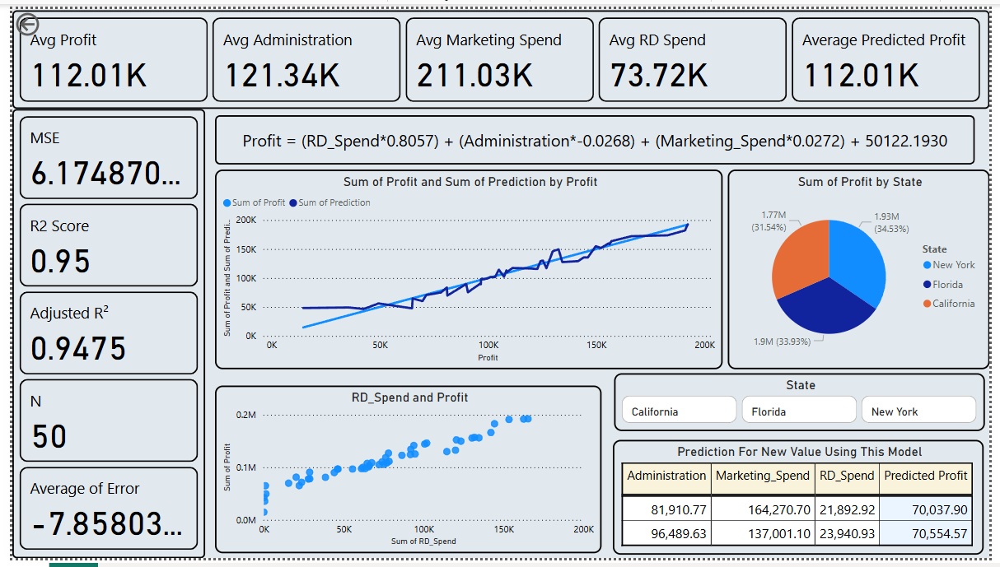 Avg Profit
112.01K
Avg Administration
121.34K
Avg Marketing Spend
211.03K
Avg RD Spend
73.72K
Average Predicted Profit
112.01K
MSE
6.174870...
R2 Score
0.95
Adjusted R²
0.9475
N
50
Average of Error
-7.85803...
Profit = (RD_Spend*0.8057) + (Administration*-0.0268) + (Marketing_Spend*0.0272) + 50122.1930
Sum of Profit and Sum of Prediction by Profit
Sum of Profit Sum of Prediction
Sum of Profit and Sum of Predi...
200K
150K
100K
50K
0K
0K 50K 100K 150K 200K
Profit
Sum of Profit by State
1.77M
(31.54%)
1.93M
(34.53%)
1.9M (33.93%)
State
New York
Florida
California
RD_Spend and Profit
Sum of Profit
0.2M
0.1M
0.0M
0K 50K 100K 150K 200K
Sum of RD_Spend
State
California Florida New York
Prediction For New Value Using This Model
Administration Marketing_Spend RD_Spend Predicted Profit
81,910.77 164,270.70 21,892.92 70,037.90
96,489.63 137,001.10 23,940.93 70,554.57